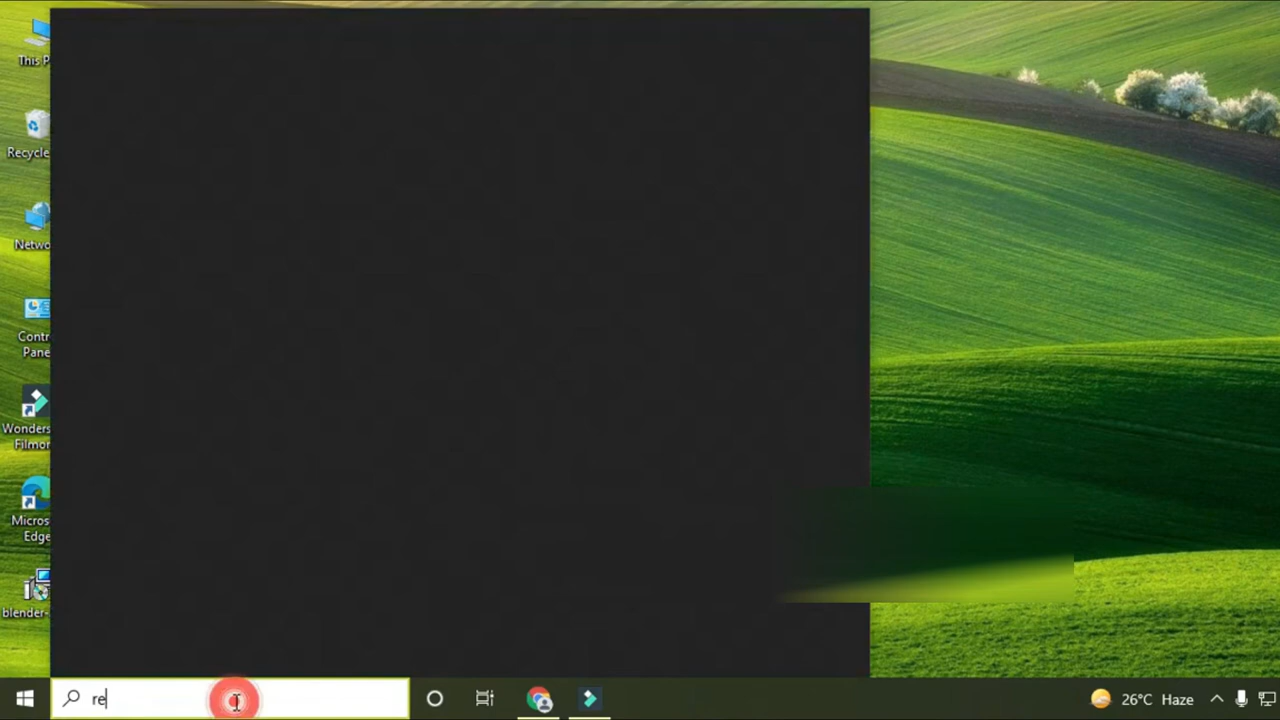 This P
Recycle
Netwo
Contr
Pane
Wonders
Filmor
Micros
Edge
blender-
re
26°C Haze